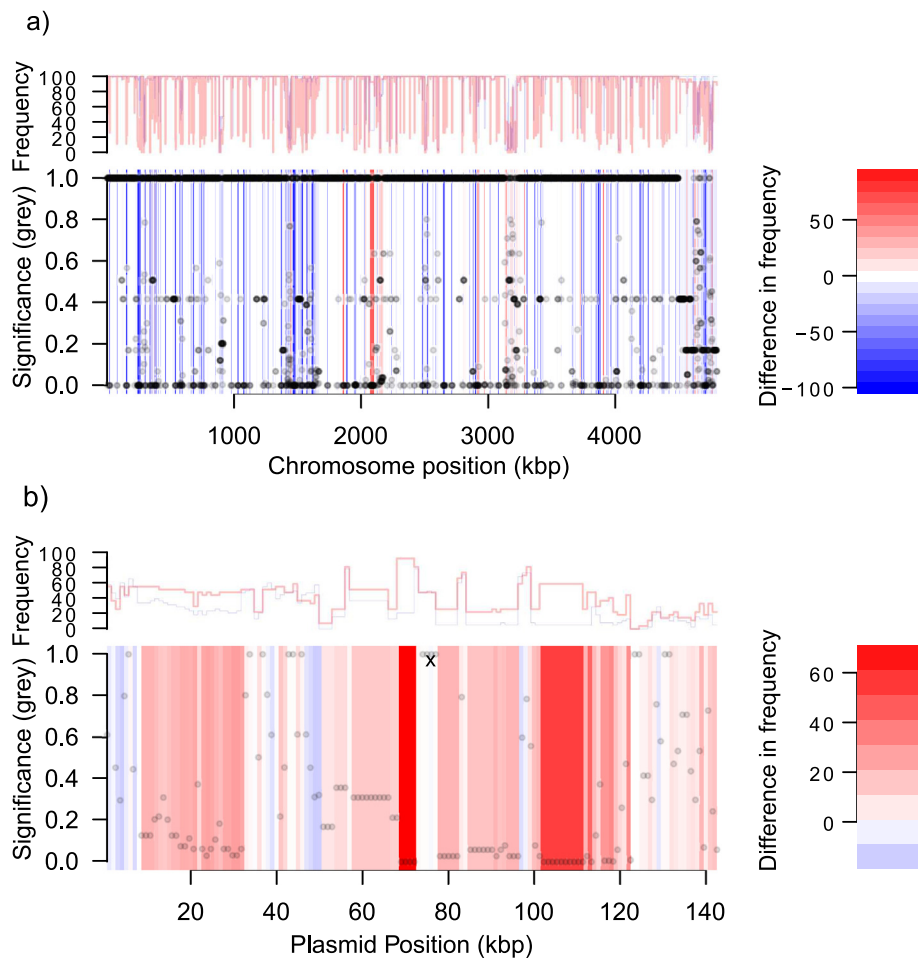 a)
Frequency
100
80
60
40
20
0
Significance (grey)
1.0
0.8
0.6
0.4
0.2
0.0
1000 2000 3000 4000
Chromosome position (kbp)
Difference in frequency
50
0
−50
−100
b)
Frequency
100
80
60
40
20
0
Significance (grey)
1.0
0.8
0.6
0.4
0.2
0.0
x
20 40 60 80 100 120 140
Plasmid Position (kbp)
Difference in frequency
60
40
20
0